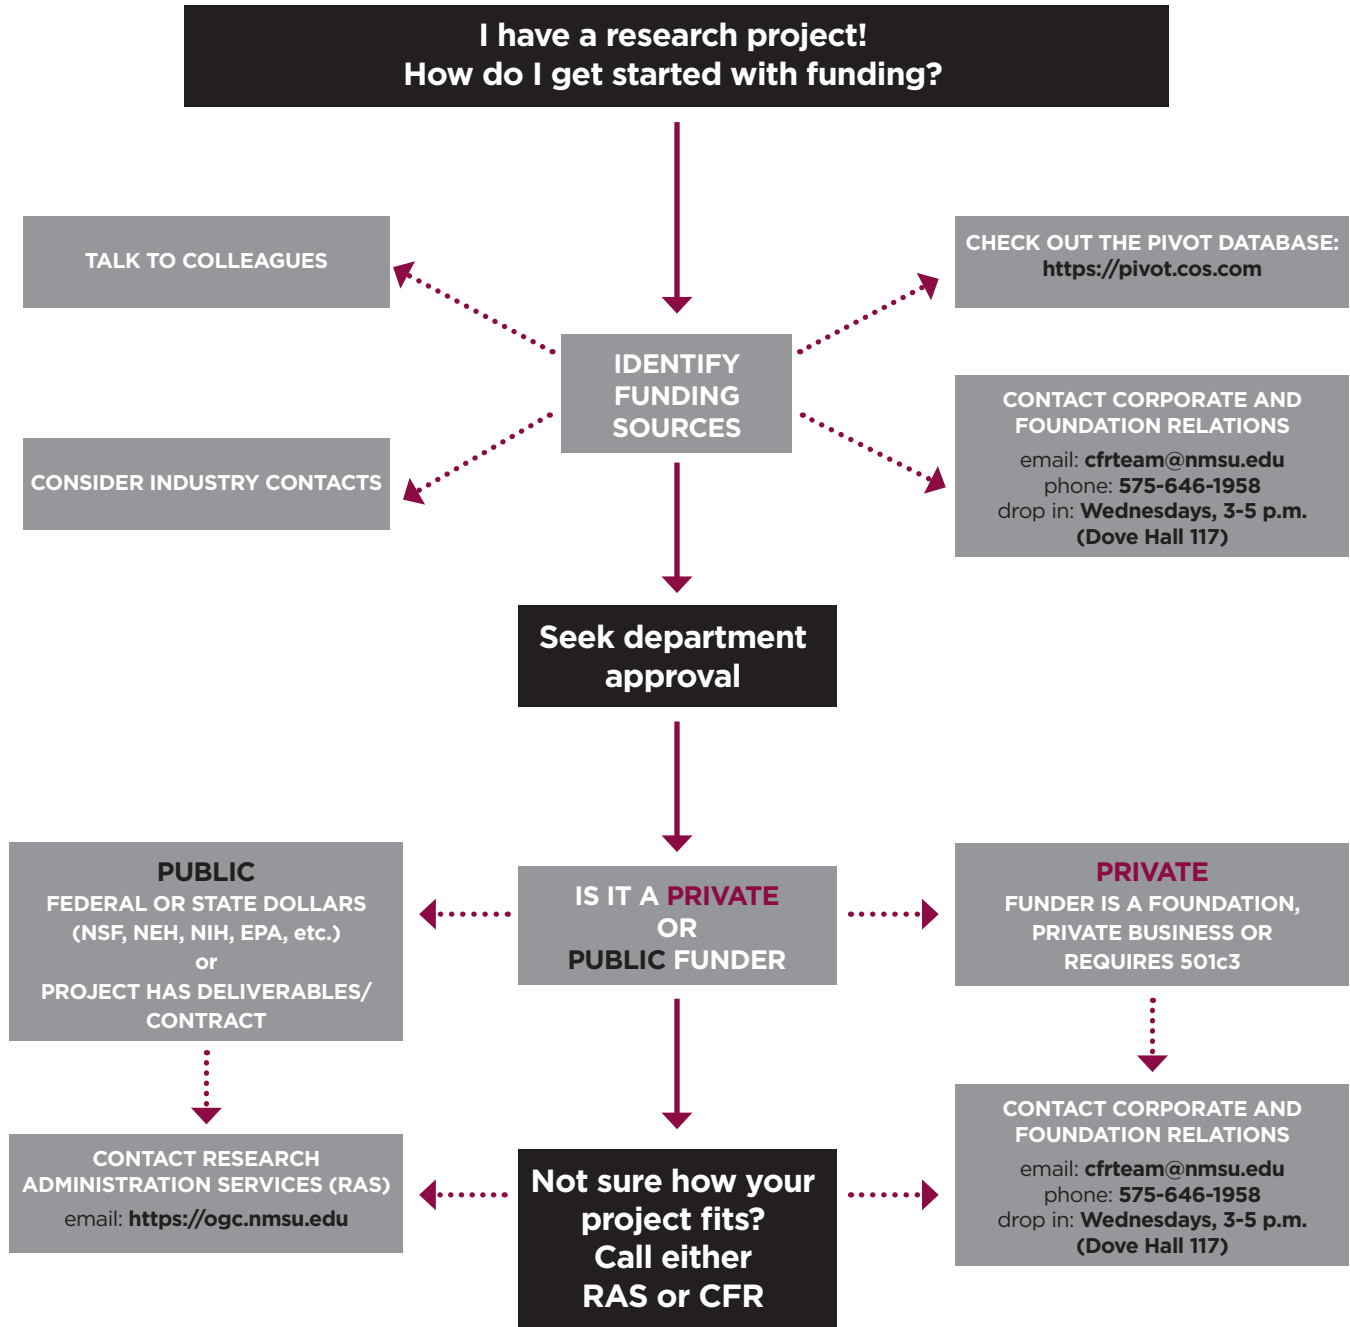 I have a research project!
How do I get started with funding?
TALK TO COLLEAGUES
CHECK OUT THE PIVOT DATABASE:
https://pivot.cos.com
IDENTIFY
FUNDING
SOURCES
CONSIDER INDUSTRY CONTACTS
CONTACT CORPORATE AND
FOUNDATION RELATIONS
email: cfrteam@nmsu.edu
phone: 575-646-1958
drop in: Wednesdays, 3-5 p.m.
(Dove Hall 117)
Seek department
approval
PUBLIC
FEDERAL OR STATE DOLLARS
(NSF, NEH, NIH, EPA, etc.)
or
PROJECT HAS DELIVERABLES/
CONTRACT
IS IT A PRIVATE
OR
PUBLIC FUNDER
PRIVATE
FUNDER IS A FOUNDATION,
PRIVATE BUSINESS OR
REQUIRES 501c3
CONTACT RESEARCH
ADMINISTRATION SERVICES (RAS)
email: https://ogc.nmsu.edu
Not sure how your
project fits?
Call either
RAS or CFR
CONTACT CORPORATE AND
FOUNDATION RELATIONS
email: cfrteam@nmsu.edu
phone: 575-646-1958
drop in: Wednesdays, 3-5 p.m.
(Dove Hall 117)